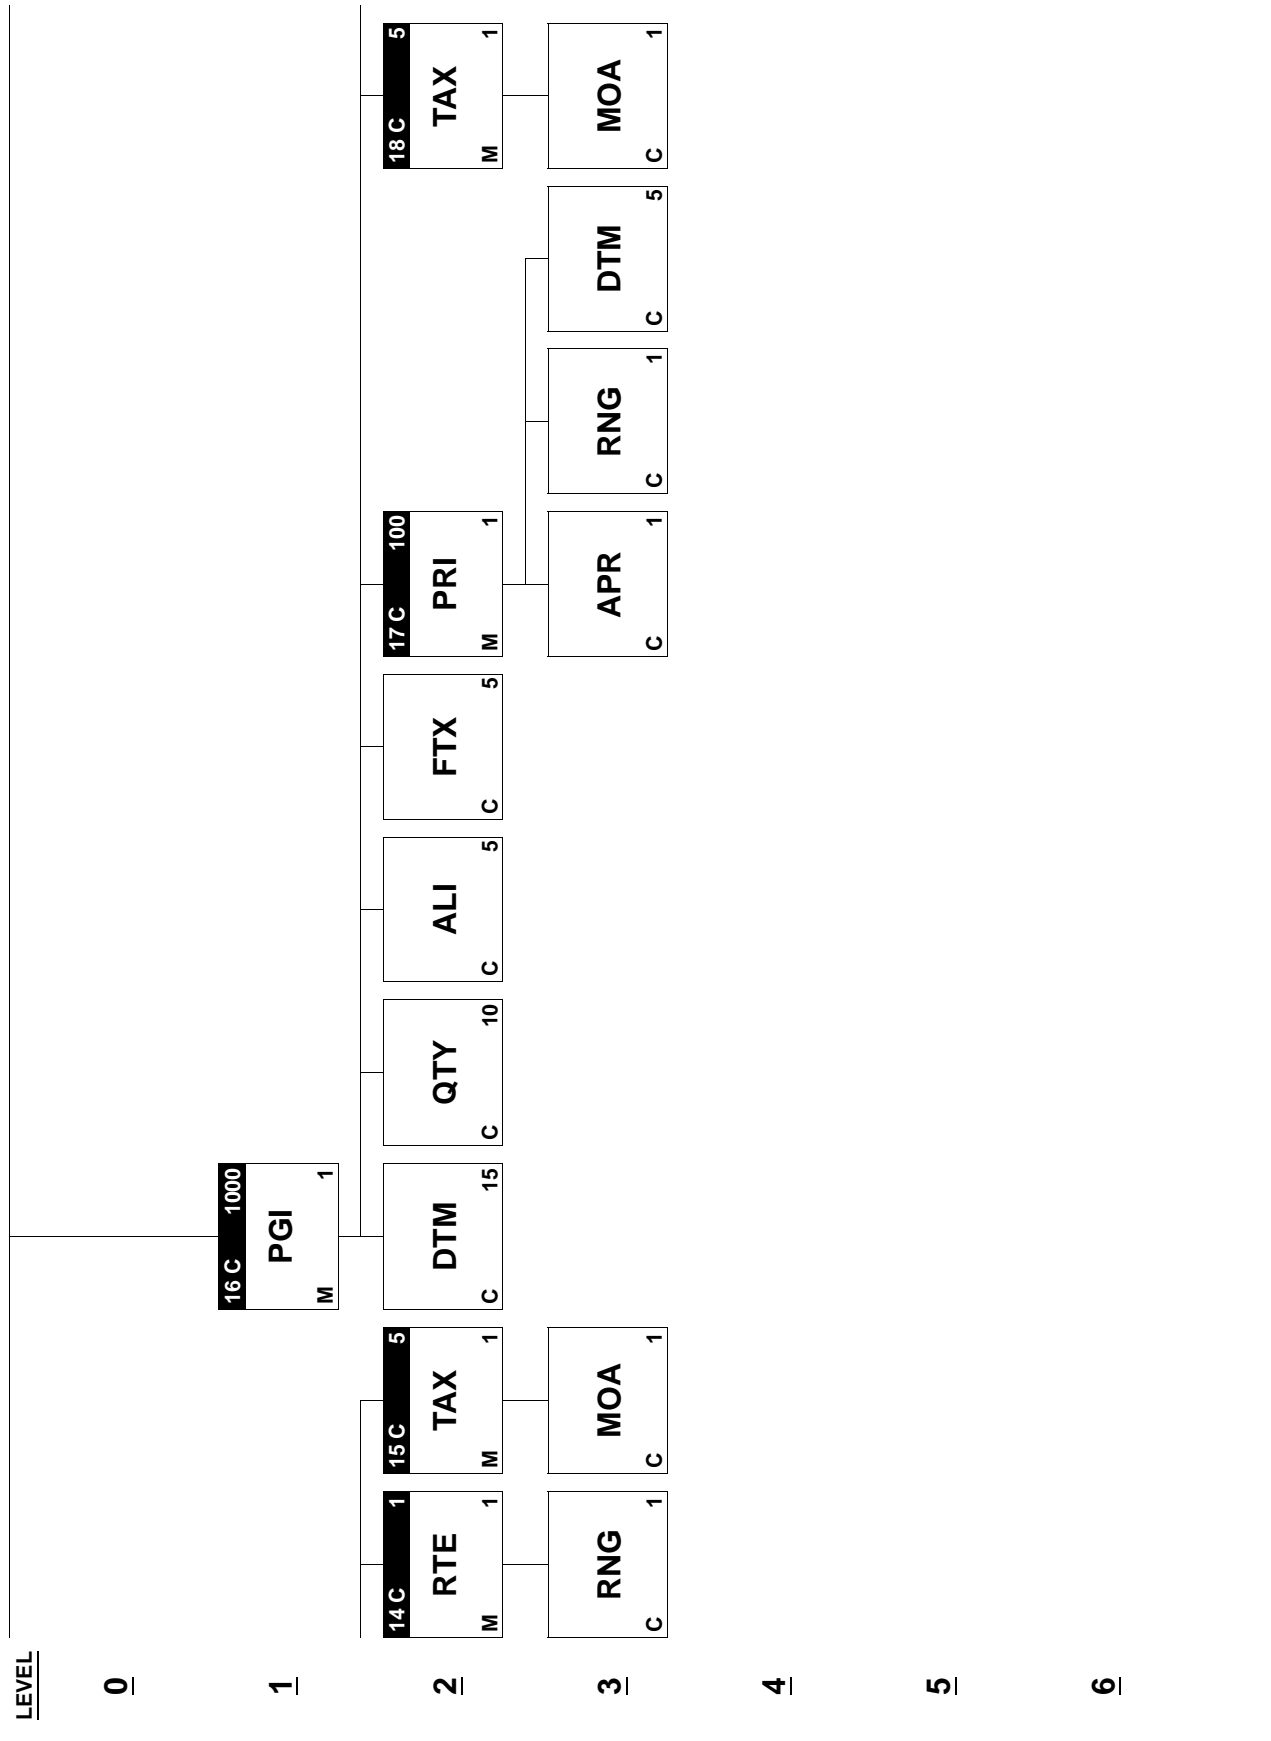 LEVEL
0
1
16 C 1000
PGI
M 1
2
14 C 1
RTE
M 1
15 C 5
TAX
M 1
DTM
C 15
QTY
C 10
ALI
C 5
FTX
C 5
17 C 100
PRI
M 1
18 C 5
TAX
M 1
3
RNG
C 1
MOA
C 1
APR
C 1
RNG
C 1
DTM
C 5
MOA
C 1
4
5
6